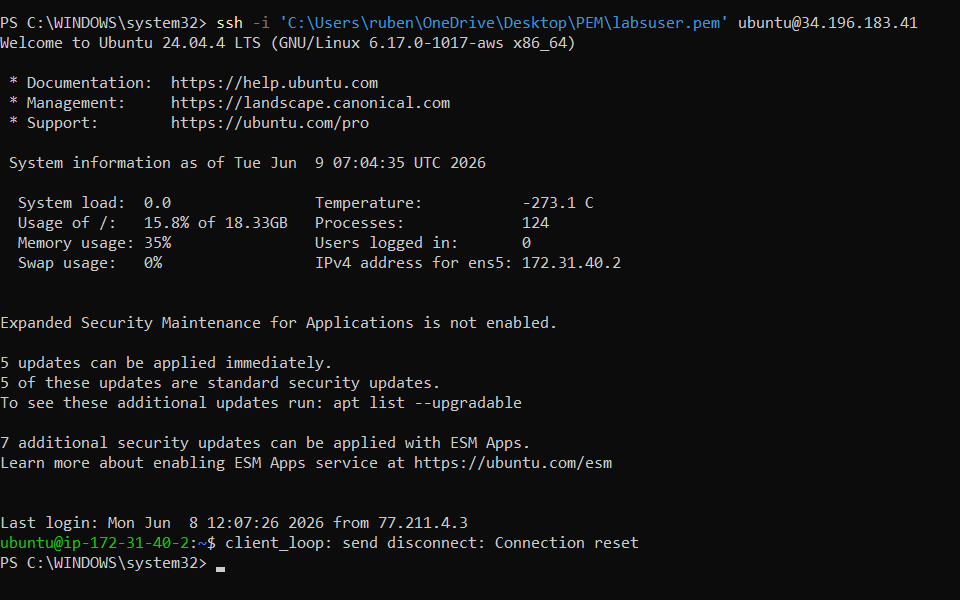 PS C:\WINDOWS\system32> ssh -i 'C:\Users\ruben\OneDrive\Desktop\PEM\labsuser.pem' ubuntu@34.196.183.41
Welcome to Ubuntu 24.04.4 LTS (GNU/Linux 6.17.0-1017-aws x86_64)

 * Documentation:  https://help.ubuntu.com
 * Management:     https://landscape.canonical.com
 * Support:        https://ubuntu.com/pro

 System information as of Tue Jun  9 07:04:35 UTC 2026

  System load:  0.0                Temperature:           -273.1 C
  Usage of /:   15.8% of 18.33GB   Processes:             124
  Memory usage: 35%                Users logged in:       0
  Swap usage:   0%                 IPv4 address for ens5: 172.31.40.2


Expanded Security Maintenance for Applications is not enabled.

5 updates can be applied immediately.
5 of these updates are standard security updates.
To see these additional updates run: apt list --upgradable

7 additional security updates can be applied with ESM Apps.
Learn more about enabling ESM Apps service at https://ubuntu.com/esm


Last login: Mon Jun  8 12:07:26 2026 from 77.211.4.3
ubuntu@ip-172-31-40-2:~$ client_loop: send disconnect: Connection reset
PS C:\WINDOWS\system32>